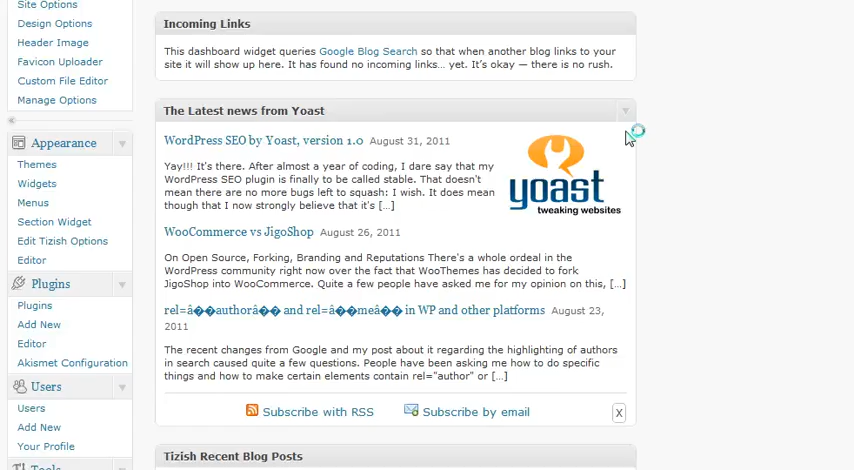 Site Options
Design Options
Header Image
Favicon Uploader
Custom File Editor
Manage Options
Appearance
Themes
Widgets
Menus
Section Widget
Edit Tizish Options
Editor
Plugins
Plugins
Add New
Editor
Akismet Configuration
Users
Users
Add New
Your Profile
Tools
Incoming Links
This dashboard widget queries Google Blog Search so that when another blog links to your
site it will show up here. It has found no incoming links… yet. It’s okay — there is no rush.
The Latest news from Yoast
WordPress SEO by Yoast, version 1.0 August 31, 2011
Yay!!! It's there. After almost a year of coding, I dare say that my
WordPress SEO plugin is finally to be called stable. That doesn't
mean there are no more bugs left to squash: I wish. It does mean
though that I now strongly believe that it's […]
yoast
tweaking websites
WooCommerce vs JigoShop August 26, 2011
On Open Source, Forking, Branding and Reputations There's a whole ordeal in the
WordPress community right now over the fact that WooThemes has decided to fork
JigoShop into WooCommerce. Quite a few people have asked me for my opinion on this, […]
rel=â��authorâ�� and rel=â��meâ�� in WP and other platforms August 23,
2011
The recent changes from Google and my post about it regarding the highlighting of authors
in search caused quite a few questions. People have been asking me how to do specific
things and how to make certain elements contain rel="author" or […]
Subscribe with RSS
Subscribe by email
X
Tizish Recent Blog Posts